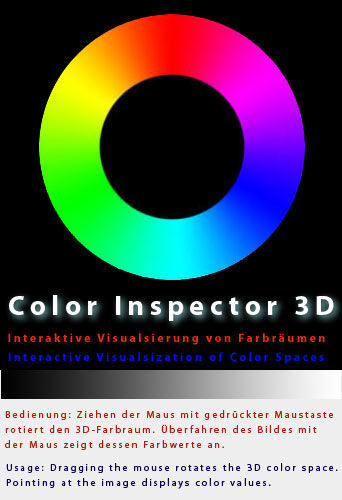 Color Inspector 3D
Interaktive Visualsierung von Farbräumen
Interactive Visualsization of Color Spaces
Bedienung: Ziehen der Maus mit gedrückter Maustaste
rotiert den 3D-Farbraum. Überfahren des Bildes mit
der Maus zeigt dessen Farbwerte an.
Usage: Dragging the mouse rotates the 3D color space.
Pointing at the image displays color values.